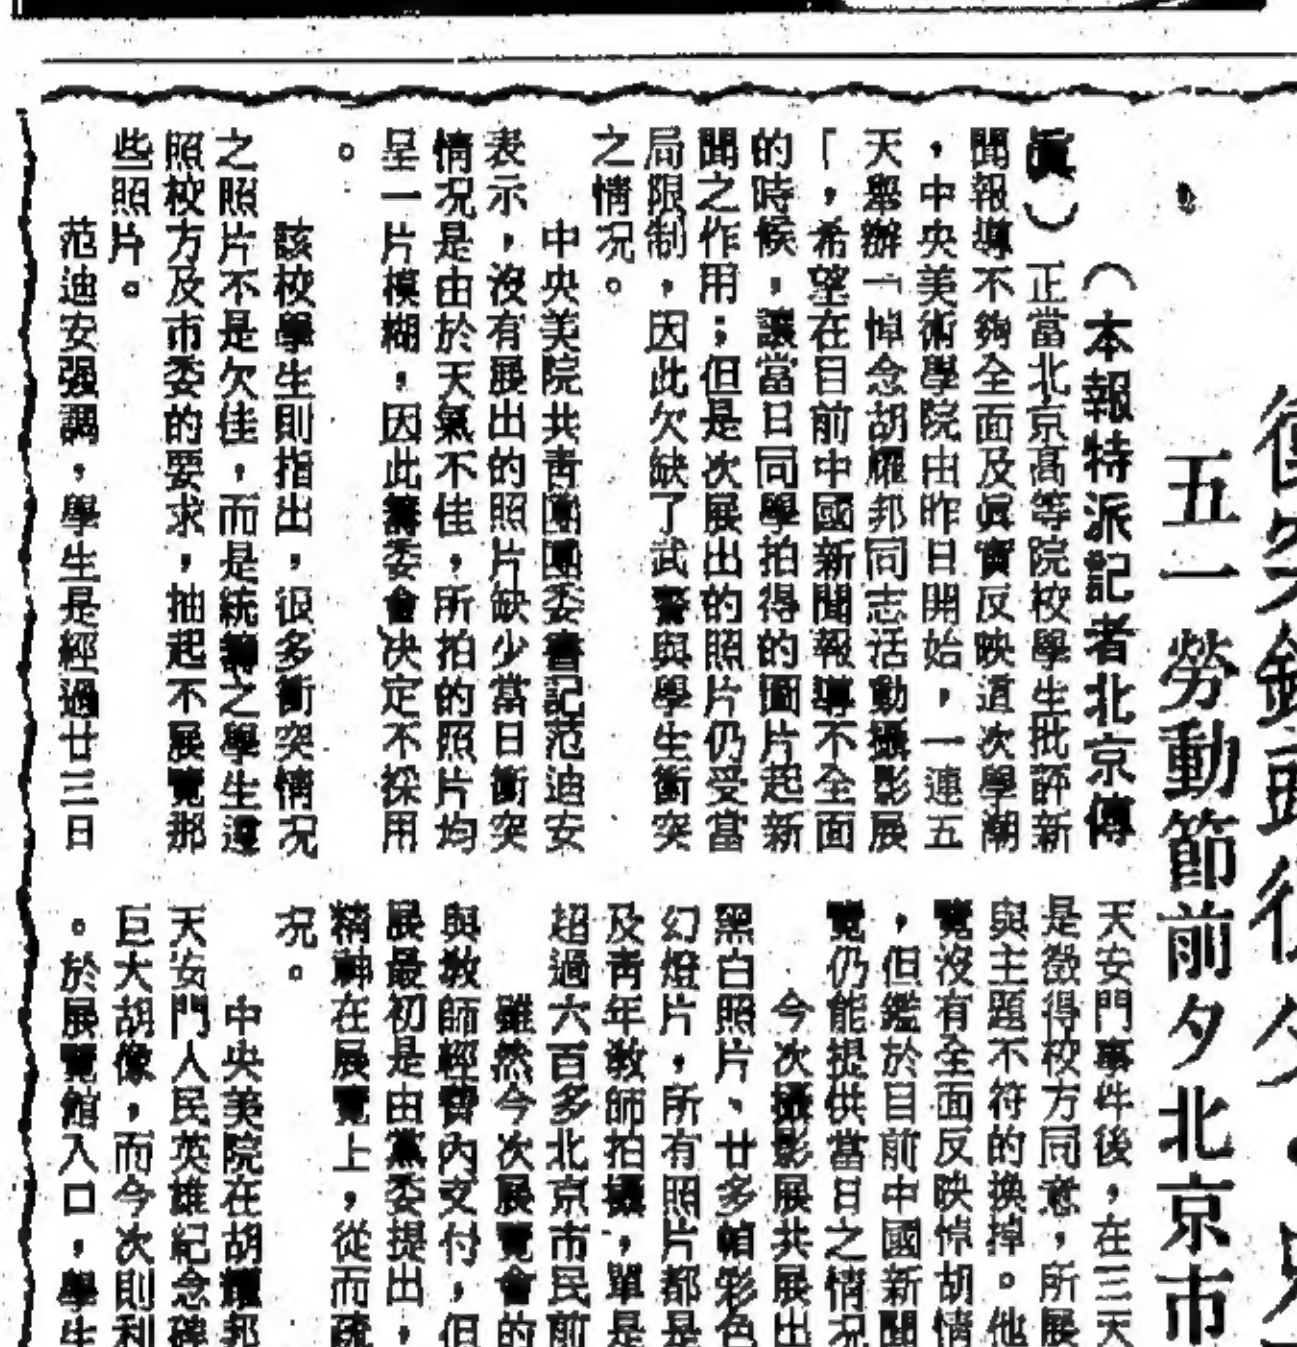 五一勞動節前夕北京市
（本報特派記者北京傳
眞）正當北京高等院校學生批評新
聞報導不夠全面及眞實反映這次學潮
，中央美術學院由昨日開始，一連五
天舉辦「悼念胡耀邦同志活動攝影展
「，希望在目前中國新聞報導不全面
的時候，讓當日同學拍得的圖片起新
聞之作用；但是次展出的照片仍受當
局限制，因此欠缺了武警與學生衝突
之情況。
中央美院共青團團委書記范迪安
表示，沒有展出的照片缺少當日衝突
情況是由於天氣不佳，所拍的照片均
呈一片模糊，因此籌委會決定不採用
。
該校學生則指出，很多衝突情況
之照片不是欠佳，而是統籌之學生遵
照校方及市委的要求，抽起不展覽那
些照片。
范迪安强調，學生是經過廿三日
天安門事件後，在三天
是徵得校方同意，所展
與主題不符的換掉。他
覽沒有全面反映悼胡情
，但鑑於目前中國新聞
覽仍能提供當日之情況
今次攝影展共展出
黑白照片、廿多幀彩色
幻燈片，所有照片都是
及青年教師拍攝，單是
超過六百多北京市民前
雖然今次展覽會的
與教師經費內支付，但
展最初是由黨委提出，
精神在展覽上，從而疏
況。
中央美院在胡耀邦
天安門人民英雄紀念碑
巨大胡像，而今次則利
。於展覽館入口，學生